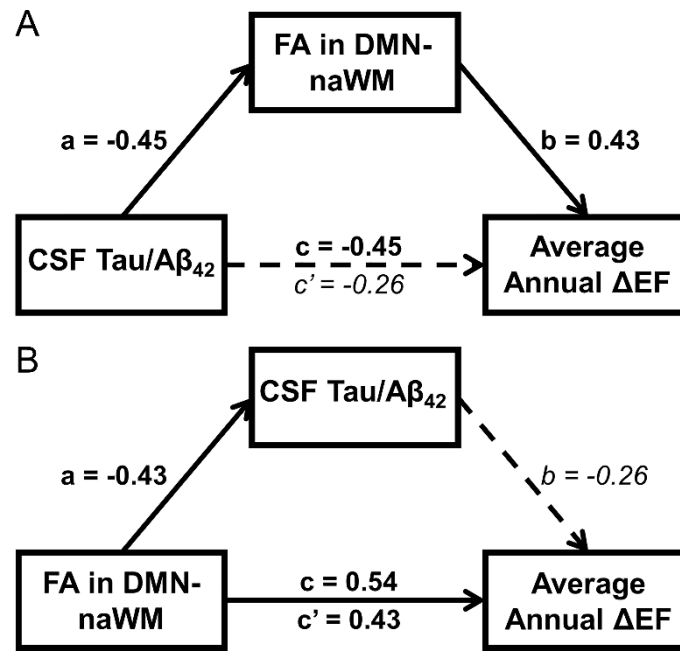 A
FA in DMN-
naWM
a = -0.45
b = 0.43
CSF Tau/Aβ₄₂
c = -0.45
c’ = -0.26
Average
Annual ΔEF
B
CSF Tau/Aβ₄₂
a = -0.43
b = -0.26
FA in DMN-
naWM
c = 0.54
c’ = 0.43
Average
Annual ΔEF